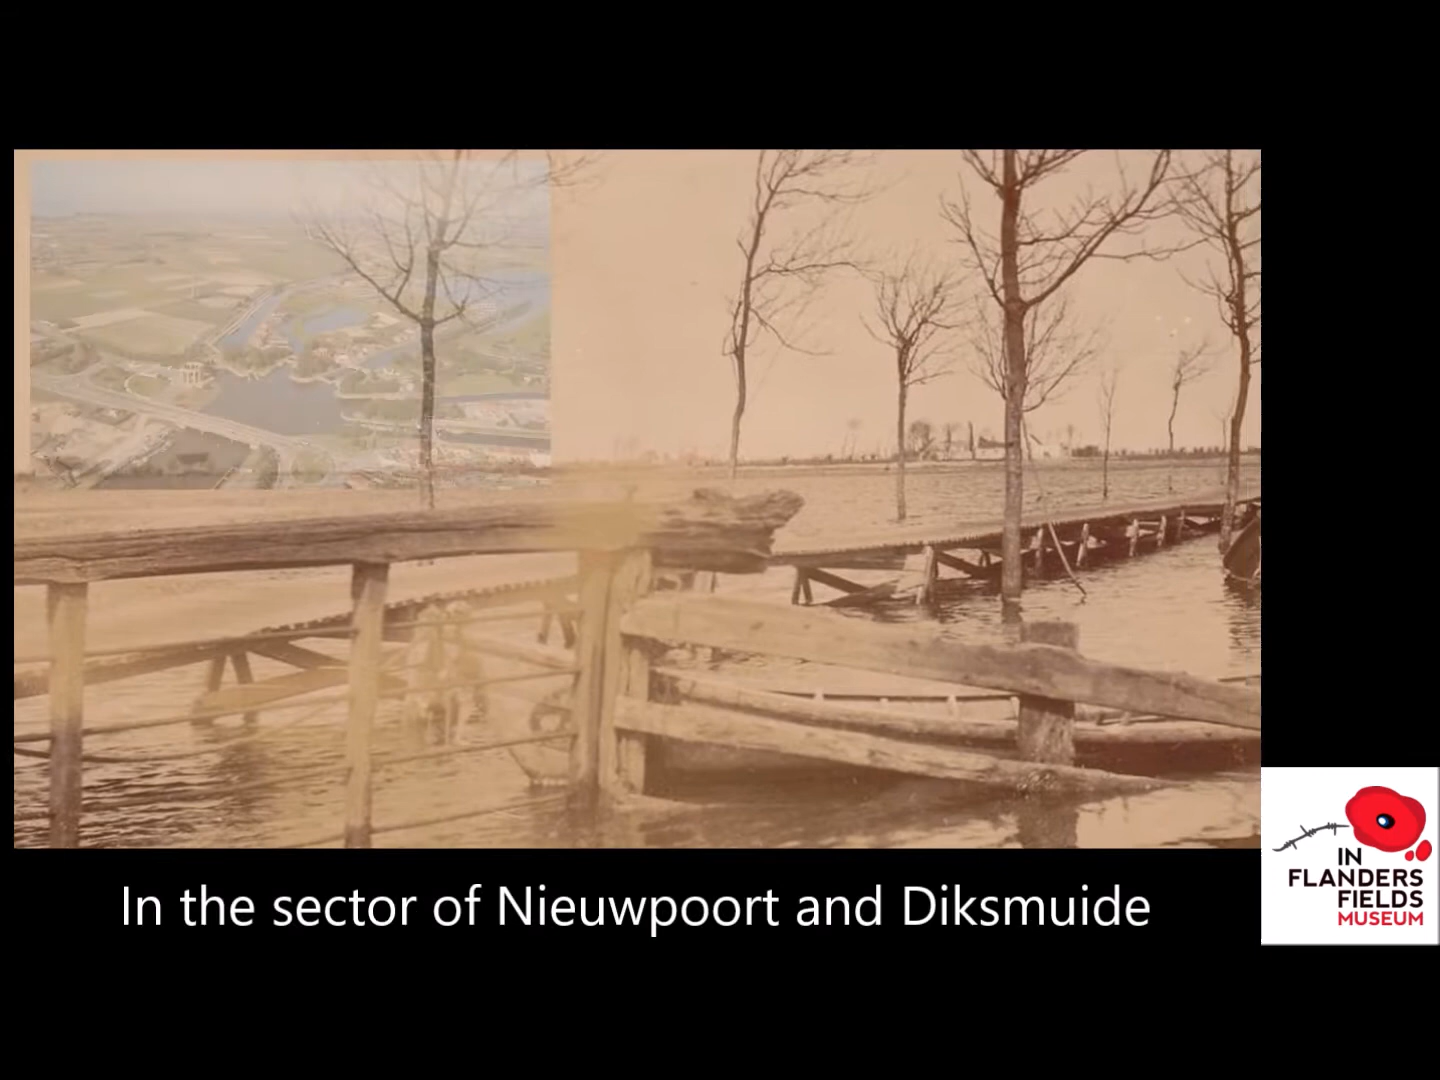 In the sector of Nieuwpoort and Diksmuide
IN
FLANDERS
FIELDS
MUSEUM